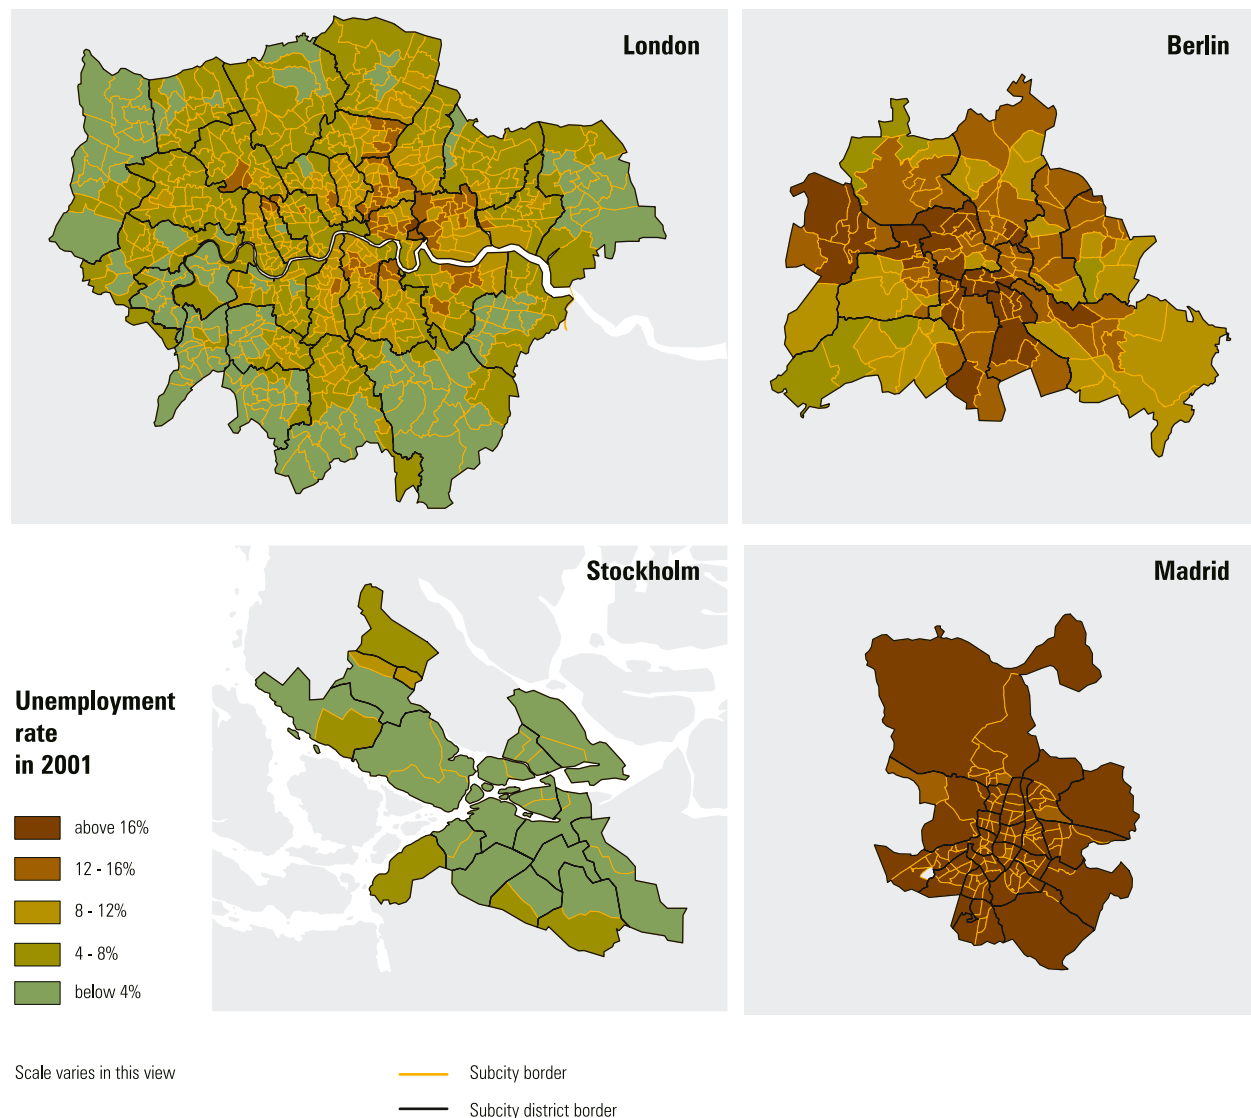 London
Berlin
Stockholm
Madrid
Unemployment
rate
in 2001
above 16%
12 - 16%
8 - 12%
4 - 8%
below 4%
Scale varies in this view
Subcity border
Subcity district border